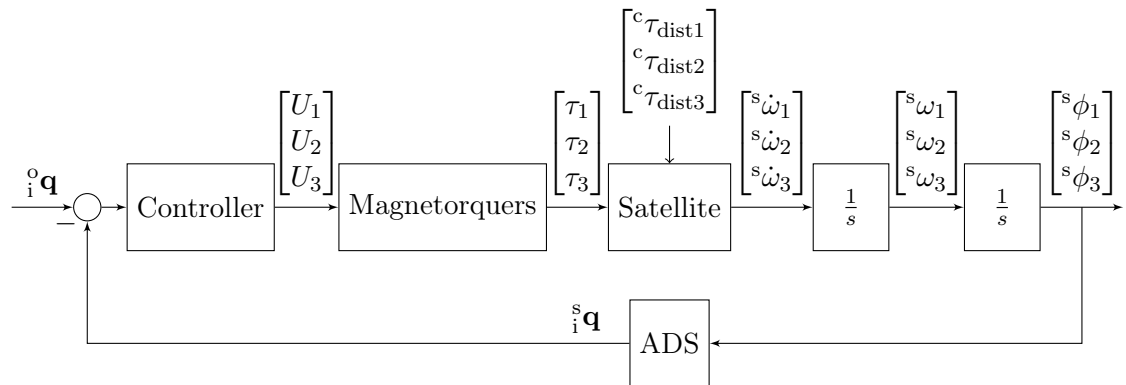 ᶜτdist1
ᶜτdist2
ᶜτdist3
U₁
U₂
U₃
τ₁
τ₂
τ₃
ˢω̇₁
ˢω̇₂
ˢω̇₃
ˢω₁
ˢω₂
ˢω₃
ˢϕ₁
ˢϕ₂
ˢϕ₃
ᵒᵢq
−
Controller
Magnetorquers
Satellite
1/s
1/s
ˢᵢq
ADS